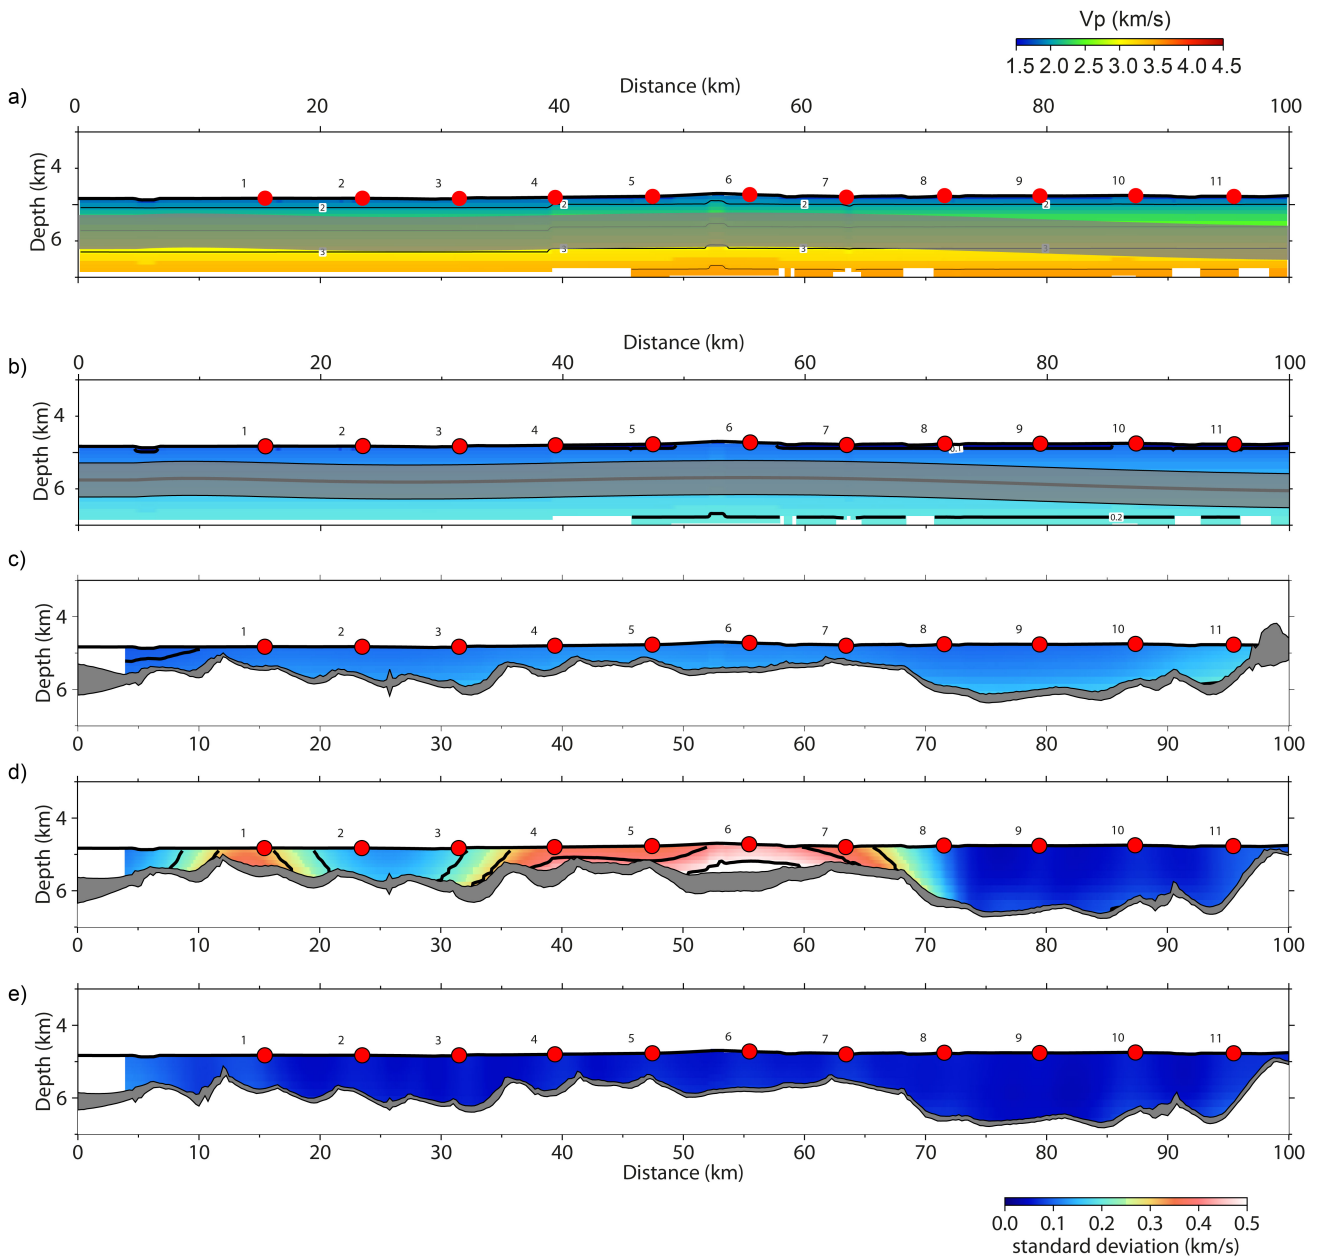 Vp (km/s)
1.5 2.0 2.5 3.0 3.5 4.0 4.5
a)
Distance (km)
0 20 40 60 80 100
Depth (km)
4
6
1 2 3 4 5 6 7 8 9 10 11
2 2 2 2
3 3 3 3
b)
Distance (km)
0 20 40 60 80 100
Depth (km)
4
6
1 2 3 4 5 6 7 8 9 10 11
0.1
0.2
c)
Depth (km)
4
6
1 2 3 4 5 6 7 8 9 10 11
0 10 20 30 40 50 60 70 80 90 100
d)
Depth (km)
4
6
1 2 3 4 5 6 7 8 9 10 11
0 10 20 30 40 50 60 70 80 90 100
e)
Depth (km)
4
6
1 2 3 4 5 6 7 8 9 10 11
0 10 20 30 40 50 60 70 80 90 100
Distance (km)
0.0 0.1 0.2 0.3 0.4 0.5
standard deviation (km/s)